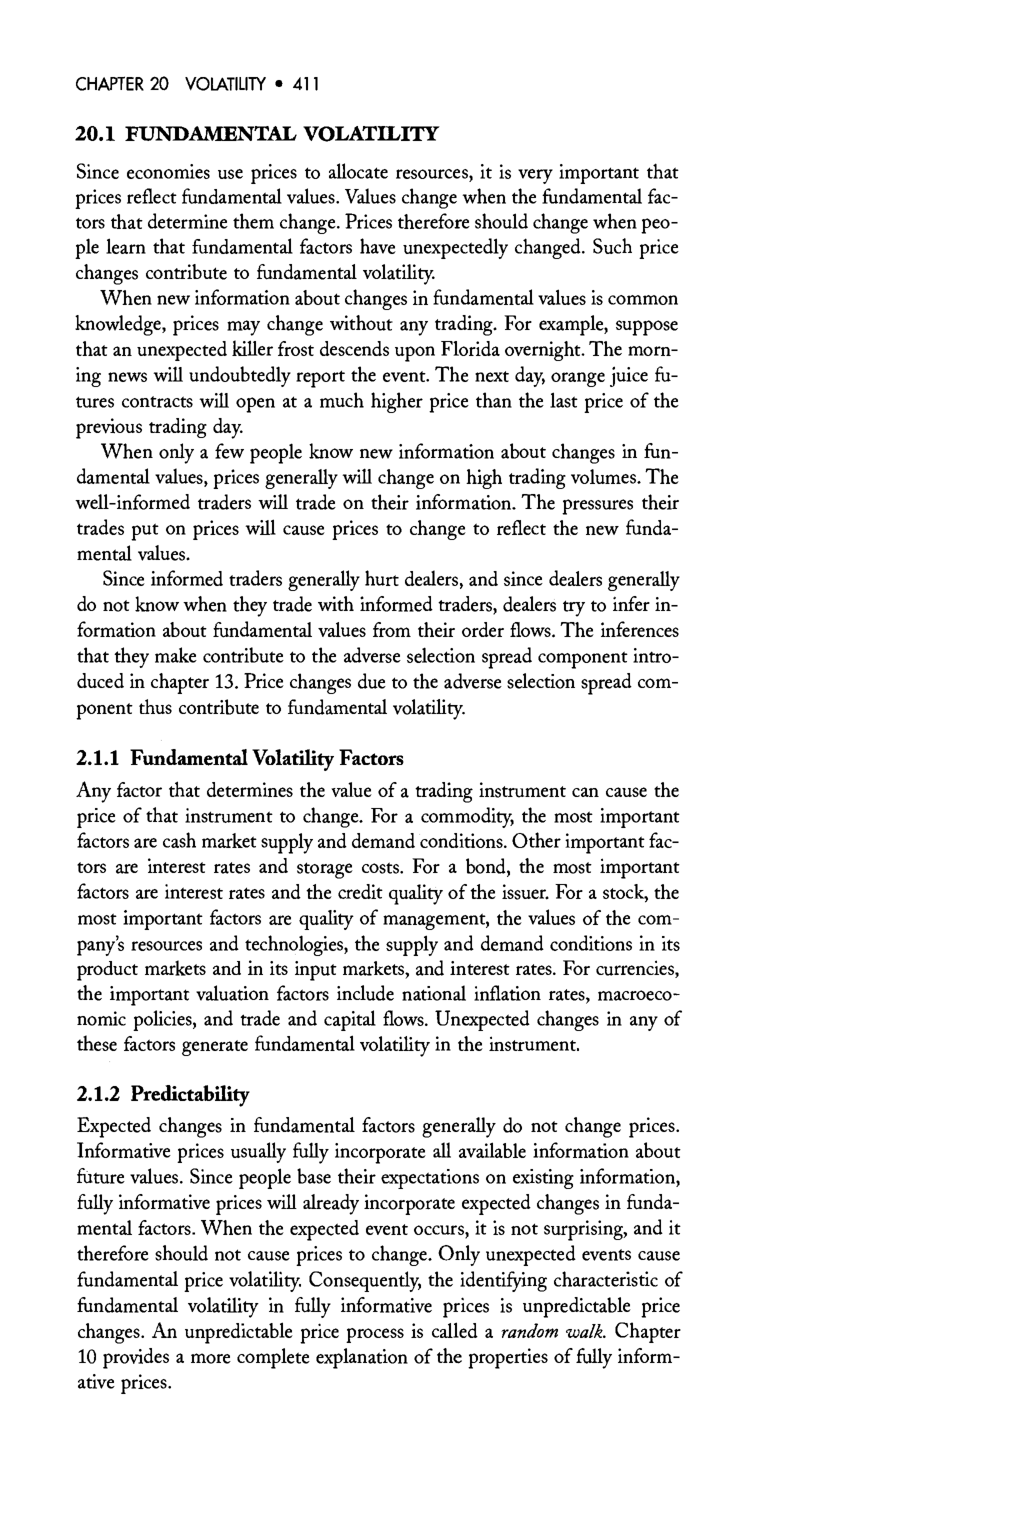 CHAPTER 20 VOLATILITY • 411
20.1 FUNDAMENTAL VOLATILITY
Since economies use prices to allocate resources, it is very important that
prices reflect fundamental values. Values change when the fundamental fac-
tors that determine them change. Prices therefore should change when peo-
ple learn that fundamental factors have unexpectedly changed. Such price
changes contribute to fundamental volatility.
When new information about changes in fundamental values is common
knowledge, prices may change without any trading. For example, suppose
that an unexpected killer frost descends upon Florida overnight. The morn-
ing news will undoubtedly report the event. The next day, orange juice fu-
tures contracts will open at a much higher price than the last price of the
previous trading day.
When only a few people know new information about changes in fun-
damental values, prices generally will change on high trading volumes. The
well-informed traders will trade on their information. The pressures their
trades put on prices will cause prices to change to reflect the new funda-
mental values.
Since informed traders generally hurt dealers, and since dealers generally
do not know when they trade with informed traders, dealers try to infer in-
formation about fundamental values from their order flows. The inferences
that they make contribute to the adverse selection spread component intro-
duced in chapter 13. Price changes due to the adverse selection spread com-
ponent thus contribute to fundamental volatility.
2.1.1 Fundamental Volatility Factors
Any factor that determines the value of a trading instrument can cause the
price of that instrument to change. For a commodity, the most important
factors are cash market supply and demand conditions. Other important fac-
tors are interest rates and storage costs. For a bond, the most important
factors are interest rates and the credit quality of the issuer. For a stock, the
most important factors are quality of management, the values of the com-
pany's resources and technologies, the supply and demand conditions in its
product markets and in its input markets, and interest rates. For currencies,
the important valuation factors include national inflation rates, macroeco-
nomic policies, and trade and capital flows. Unexpected changes in any of
these factors generate fundamental volatility in the instrument.
2.1.2 Predictability
Expected changes in fundamental factors generally do not change prices.
Informative prices usually fully incorporate all available information about
future values. Since people base their expectations on existing information,
fully informative prices will already incorporate expected changes in funda-
mental factors. When the expected event occurs, it is not surprising, and it
therefore should not cause prices to change. Only unexpected events cause
fundamental price volatility. Consequently, the identifying characteristic of
fundamental volatility in fully informative prices is unpredictable price
changes. An unpredictable price process is called a random walk. Chapter
10 provides a more complete explanation of the properties of fully inform-
ative prices.